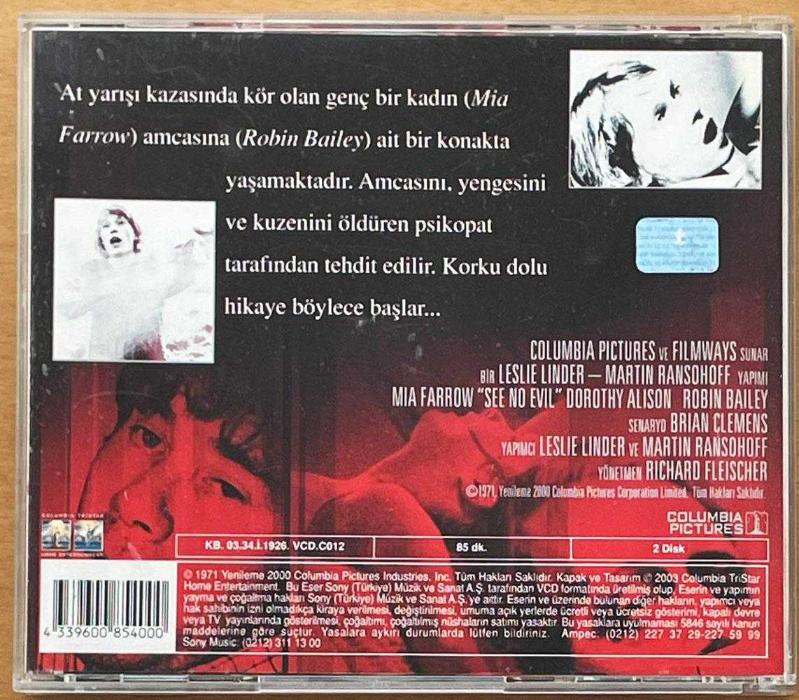 At yarışı kazasında kör olan genç bir kadın (Mia
Farrow) amcasına (Robin Bailey) ait bir konakta
yaşamaktadır. Amcasını, yengesini
ve kuzenini öldüren psikopat
tarafından tehdit edilir. Korku dolu
hikaye böylece başlar...
COLUMBIA PICTURES VE FILMWAYS SUNAR
BİR LESLIE LINDER – MARTIN RANSOHOFF YAPIMI
MIA FARROW "SEE NO EVIL" DOROTHY ALISON ROBIN BAILEY
SENARYO BRIAN CLEMENS
YAPIMCI LESLIE LINDER VE MARTIN RANSOHOFF
YÖNETMEN RICHARD FLEISCHER
©1971, Yenileme 2000 Columbia Pictures Corporation Limited. Tüm Hakları Saklıdır.
COLUMBIA
PICTURES
COLUMBIA TRISTAR
HOME ENTERTAINMENT
KB. 03.34.İ.1926. VCD.C012
85 dk.
2 Disk
© 1971 Yenileme 2000 Columbia Pictures Industries, Inc. Tüm Hakları Saklıdır. Kapak ve Tasarım © 2003 Columbia TriStar
Home Entertainment. Bu Eser Sony (Türkiye) Müzik ve Sanat A.Ş. tarafından VCD formatında üretilmiş olup, Eserin ve yapımın
yayma ve çoğaltma hakları Sony (Türkiye) Müzik ve Sanat A.Ş.'ye aittir. Eserin ve üzerinde bulunan diğer hakların, yapımcı veya
hak sahibinin izni olmadıkça kiraya verilmesi, değiştirilmesi, umuma açık yerlerde ücretli veya ücretsiz gösterimi, kapalı devre
veya TV yayınlarında gösterilmesi, çoğaltımı, çoğaltılmış nüshaların satımı yasaktır. Bu yasaklara uyulmaması 5846 sayılı kanun
maddelerine göre suçtur. Yasalara aykırı durumlarda lütfen bildiriniz. Ampec: (0212) 227 37 29-227 59 99
Sony Music: (0212) 311 13 00
4 339600 854000